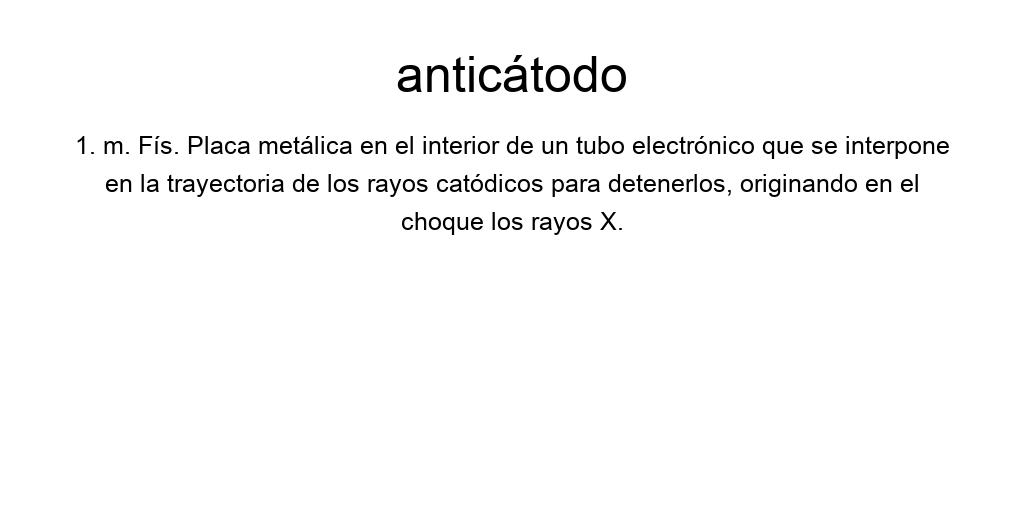 anticátodo
1. m. Fís. Placa metálica en el interior de un tubo electrónico que se interpone
en la trayectoria de los rayos catódicos para detenerlos, originando en el
choque los rayos X.